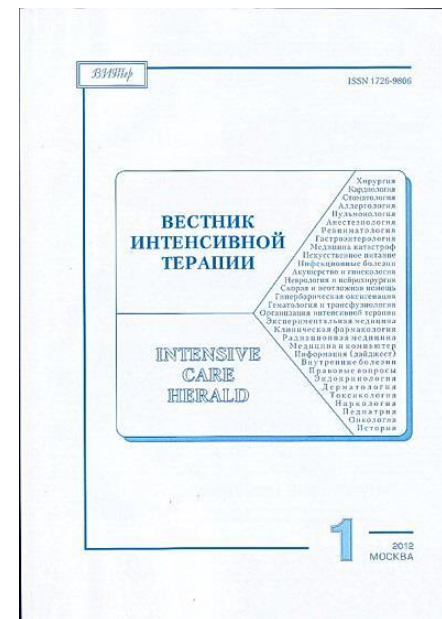 ВИТер
ISSN 1726-9806
ВЕСТНИК
ИНТЕНСИВНОЙ
ТЕРАПИИ
INTENSIVE
CARE
HERALD
Хирургия
Кардиология
Стоматология
Аллергология
Пульмонология
Анестезиология
Реаниматология
Гастроэнтерология
Медицина катастроф
Искусственное питание
Инфекционные болезни
Акушерство и гинекология
Неврология и нейрохирургия
Скорая и неотложная помощь
Гипербарическая оксигенация
Гематология и трансфузиология
Организация интенсивной терапии
Экспериментальная медицина
Клиническая фармакология
Радиационная медицина
Медицина и компьютер
Информация (дайджест)
Внутренние болезни
Правовые вопросы
Эндокринология
Дерматология
Токсикология
Наркология
Педиатрия
Онкология
История
1
2012
МОСКВА